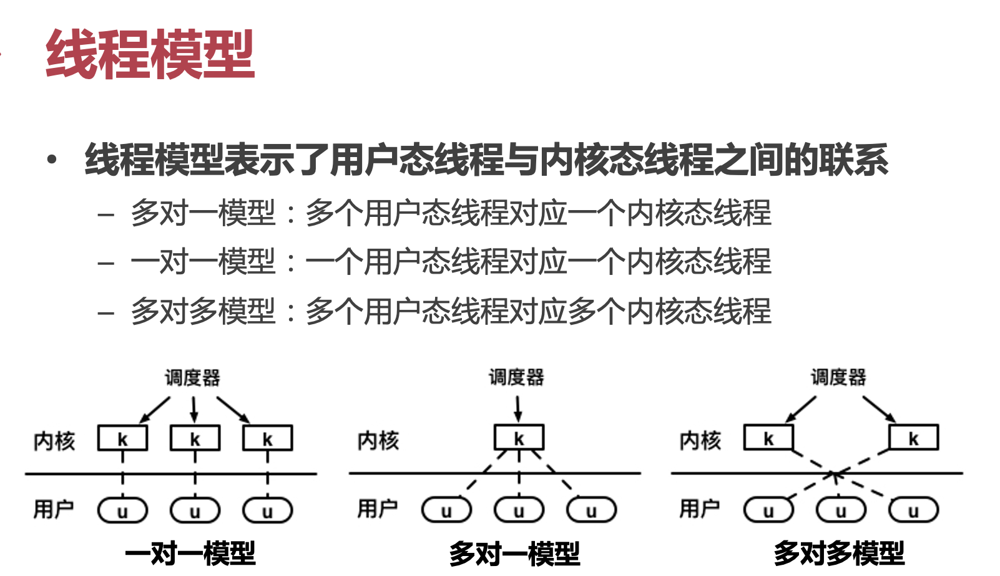 线程模型
• 线程模型表示了用户态线程与内核态线程之间的联系
– 多对一模型：多个用户态线程对应一个内核态线程
– 一对一模型：一个用户态线程对应一个内核态线程
– 多对多模型：多个用户态线程对应多个内核态线程
调度器
内核 k k k
用户 u u u
一对一模型
调度器
内核 k
用户 u u u
多对一模型
调度器
内核 k k
用户 u u u
多对多模型